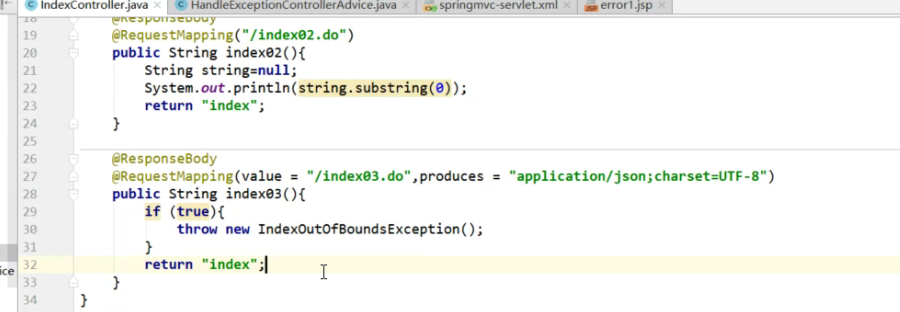 IndexController.java × HandleExceptionControllerAdvice.java × springmvc-servlet.xml × error1.jsp ×
18 @ResponseBody
19 @RequestMapping("/index02.do")
20 public String index02(){
21 String string=null;
22 System.out.println(string.substring(0));
23 return "index";
24 }
25
26 @ResponseBody
27 @RequestMapping(value = "/index03.do",produces = "application/json;charset=UTF-8")
28 public String index03(){
29 if (true){
30 throw new IndexOutOfBoundsException();
31 }
32 return "index";
33 }
34 }